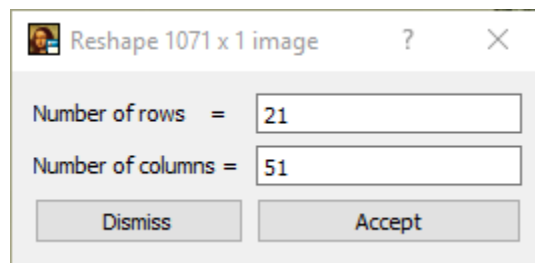 Reshape 1071 x 1 image ?
Number of rows = 21
Number of columns = 51
Dismiss Accept